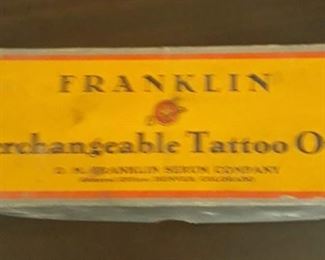 FRANKLIN
erchangeable Tattoo O
O. M. FRANKLIN SERUM COMPANY
DENVER, COLORADO